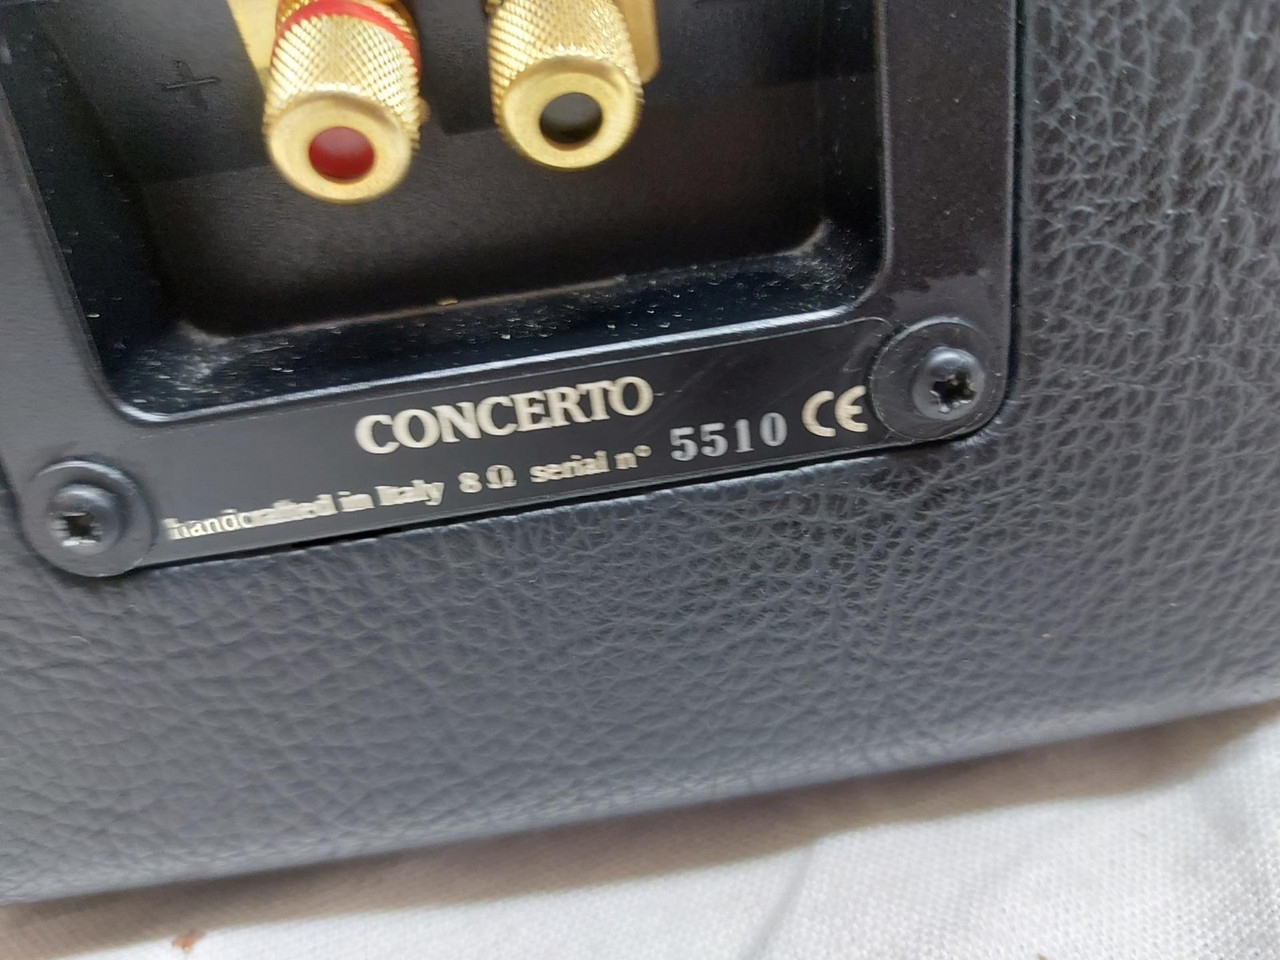 +
CONCERTO
handcrafted in Italy 8 Ω serial n° 5510 CE